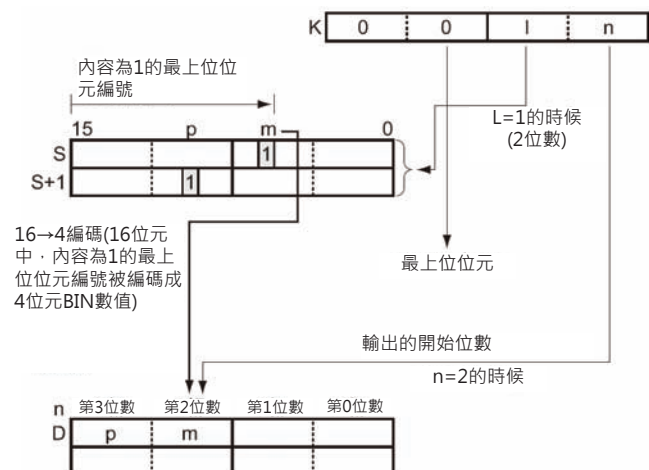 K 0 0 l n
內容為1的最上位位
元編號
15 p m 0
S 1
S+1 1
L=1的時候
(2位數)
16→4編碼(16位元
中，內容為1的最上
位位元編號被編碼成
4位元BIN數值)
最上位位元
輸出的開始位數
n=2的時候
n 第3位數 第2位數 第1位數 第0位數
D p m